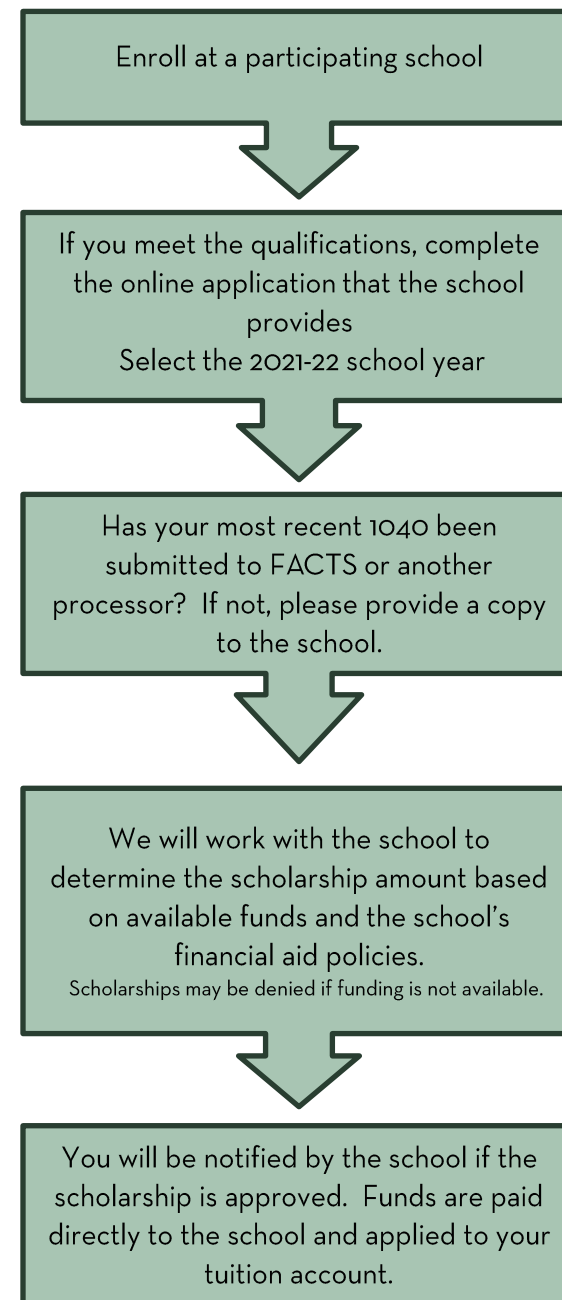 Enroll at a participating school
If you meet the qualifications, complete
the online application that the school
provides
Select the 2021-22 school year
Has your most recent 1040 been
submitted to FACTS or another
processor?  If not, please provide a copy
to the school.
We will work with the school to
determine the scholarship amount based
on available funds and the school's
financial aid policies.
Scholarships may be denied if funding is not available.
You will be notified by the school if the
scholarship is approved.  Funds are paid
directly to the school and applied to your
tuition account.